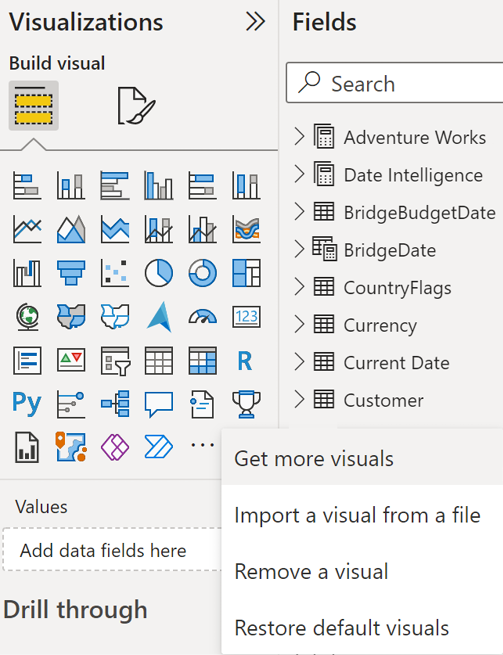 Visualizations
Build visual
123
R
Py
Values
Add data fields here
Drill through
Fields
Search
Adventure Works
Date Intelligence
BridgeBudgetDate
BridgeDate
CountryFlags
Currency
Current Date
Customer
Get more visuals
Import a visual from a file
Remove a visual
Restore default visuals